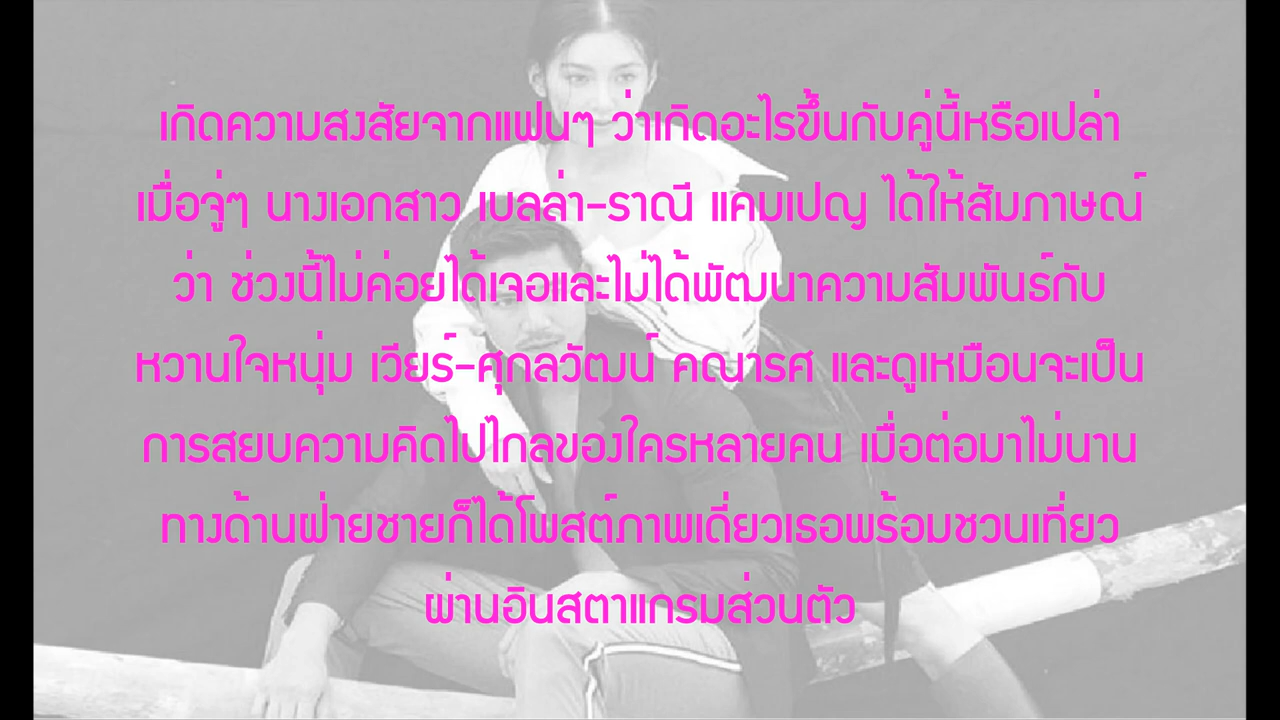 เกิดความสงสัยจากแฟนๆ ว่าเกิดอะไรขึ้นกับคู่นี้หรือเปล่า
เมื่อจู่ๆ นางเอกสาว เบลล่า-ราณี แคมเปญ ได้ให้สัมภาษณ์
ว่า ช่วงนี้ไม่ค่อยได้เจอและไม่ได้พัฒนาความสัมพันธ์กับ
หวานใจหนุ่ม เวียร์-ศุกลวัฒน์ คณารศ และดูเหมือนจะเป็น
การสยบความคิดไปไกลของใครหลายคน เมื่อต่อมาไม่นาน
ทางด้านฝ่ายชายก็ได้โพสต์ภาพเดี่ยวเธอพร้อมชวนเที่ยว
ผ่านอินสตาแกรมส่วนตัว